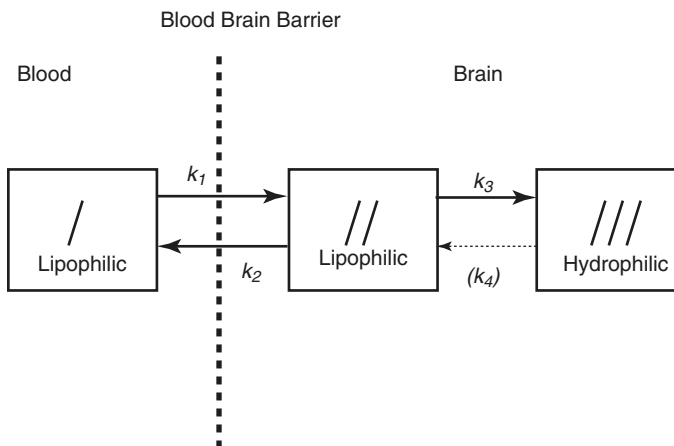 Blood Brain Barrier
Blood
Brain
k1
k2
k3
(k4)
/
Lipophilic
//
Lipophilic
///
Hydrophilic